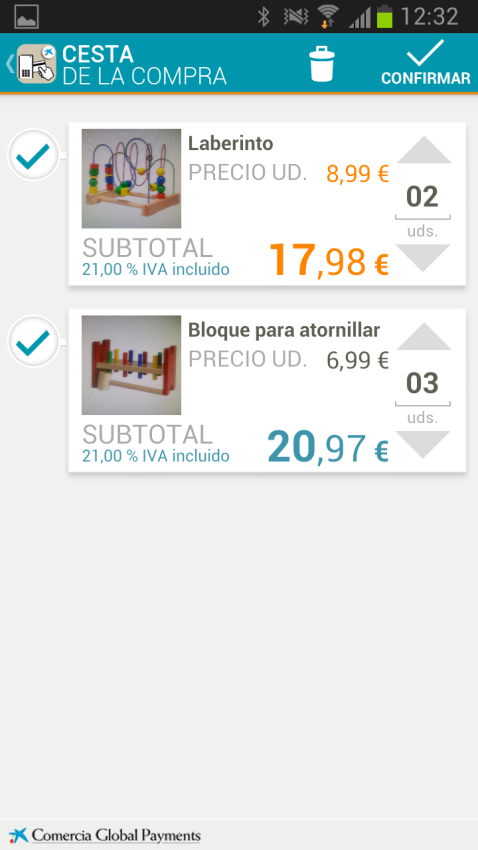 12:32
CESTA
DE LA COMPRA
CONFIRMAR
Laberinto
PRECIO UD. 8,99 €
02
uds.
SUBTOTAL
21,00 % IVA incluido
17,98 €
Bloque para atornillar
PRECIO UD. 6,99 €
03
uds.
SUBTOTAL
21,00 % IVA incluido
20,97 €
Comercia Global Payments